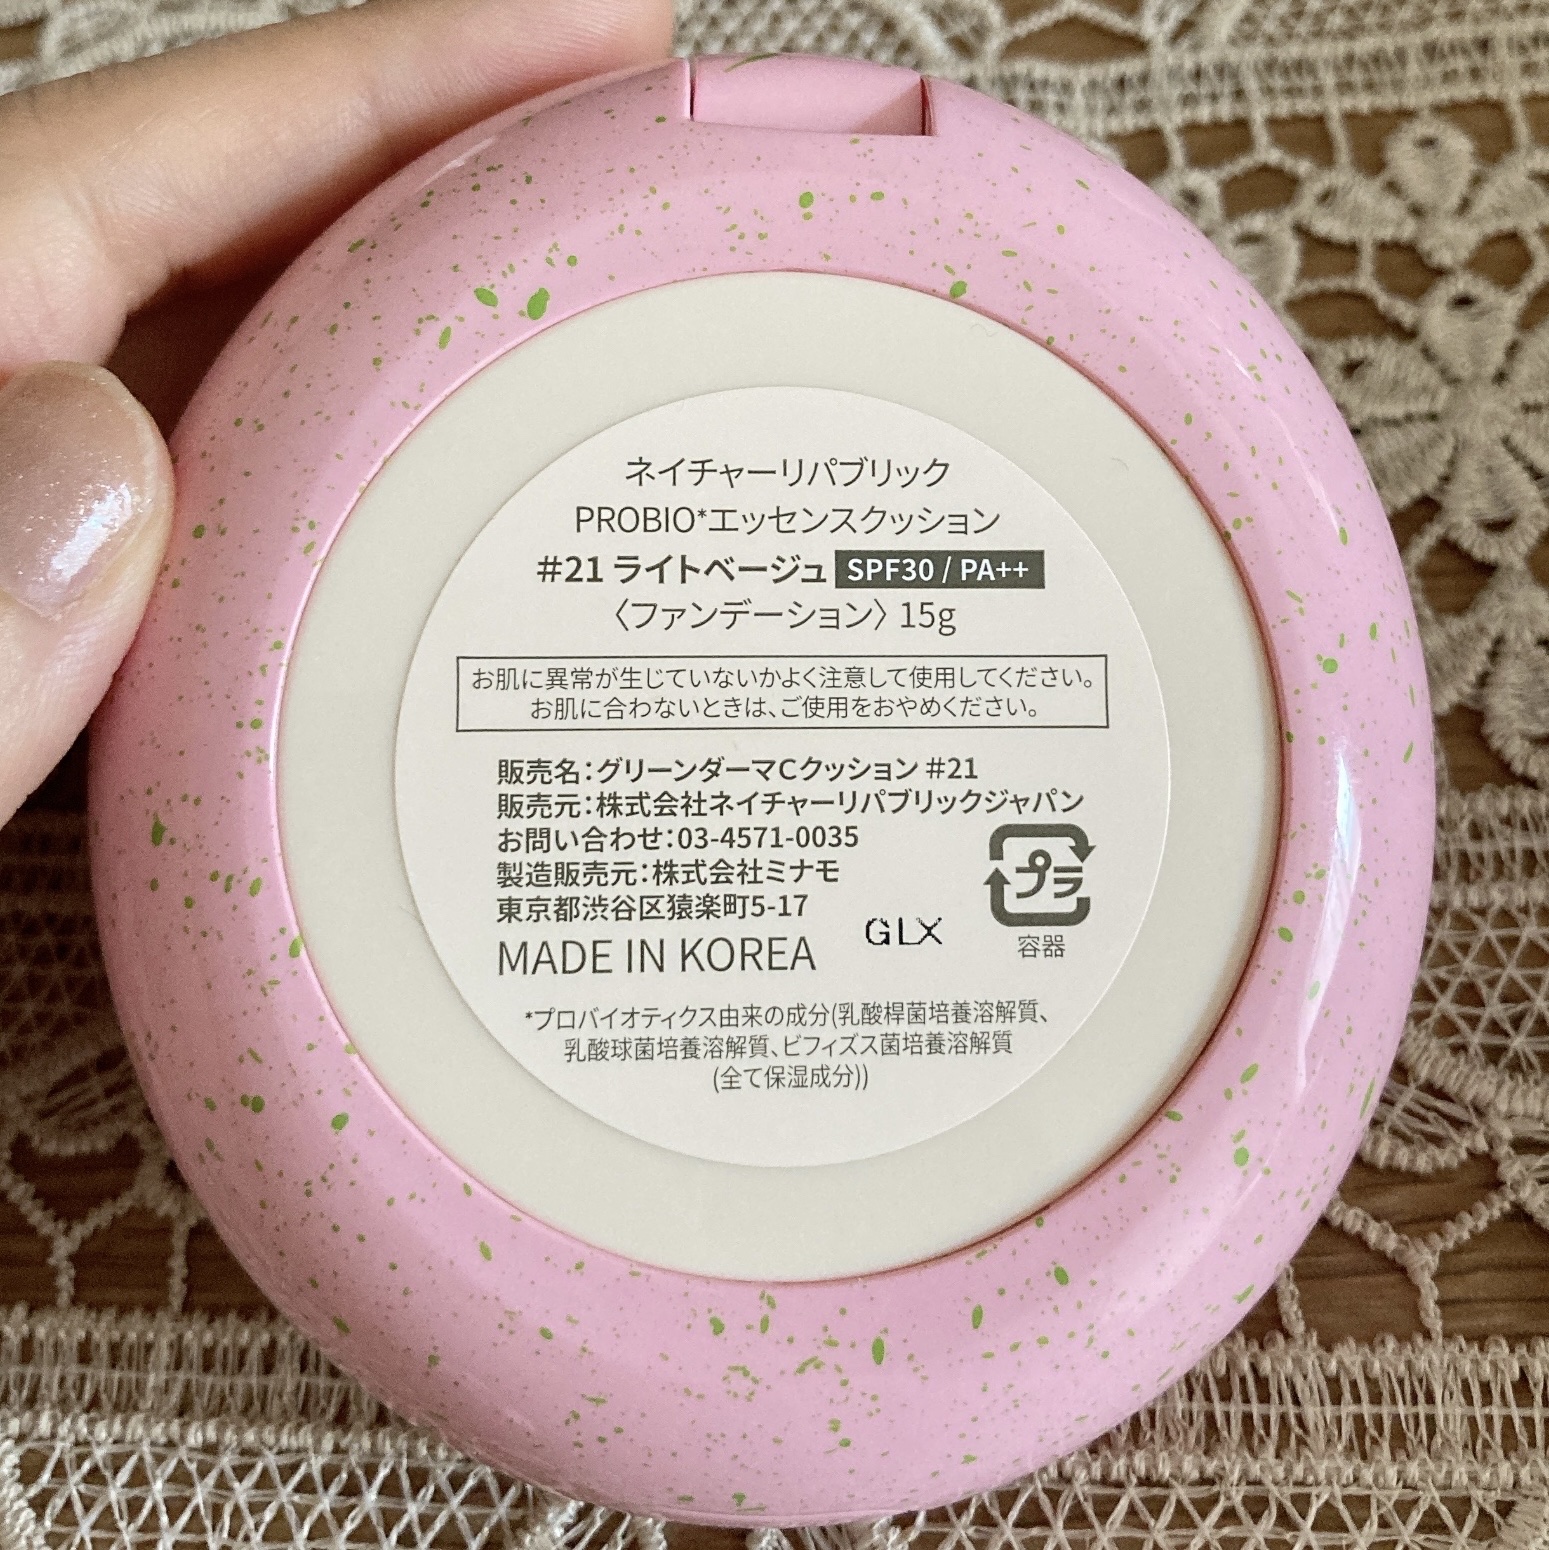 ネイチャーリパブリック
PROBIO*エッセンスクッション
#21 ライトベージュ SPF30 / PA++
〈ファンデーション〉15g
お肌に異常が生じていないかよく注意して使用してください。
お肌に合わないときは、ご使用をおやめください。
販売名：グリーンダーマCクッション #21
販売元：株式会社ネイチャーリパブリックジャパン
お問い合わせ：03-4571-0035
製造販売元：株式会社ミナモ
東京都渋谷区猿楽町5-17
MADE IN KOREA
GLX
プラ
容器
*プロバイオティクス由来の成分(乳酸桿菌培養溶解質、
乳酸球菌培養溶解質、ビフィズス菌培養溶解質
(全て保湿成分))